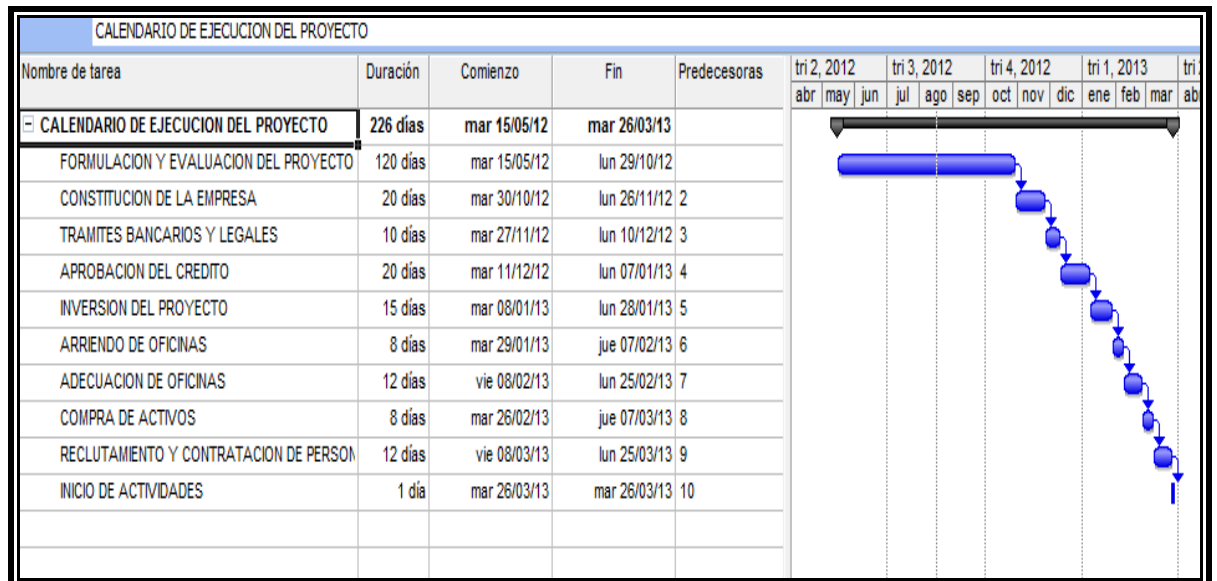 CALENDARIO DE EJECUCION DEL PROYECTO
Nombre de tarea Duración Comienzo Fin Predecesoras tri 2, 2012 tri 3, 2012 tri 4, 2012 tri 1, 2013 tri
abr may jun jul ago sep oct nov dic ene feb mar ab
CALENDARIO DE EJECUCION DEL PROYECTO 226 días mar 15/05/12 mar 26/03/13
FORMULACION Y EVALUACION DEL PROYECTO 120 días mar 15/05/12 lun 29/10/12
CONSTITUCION DE LA EMPRESA 20 días mar 30/10/12 lun 26/11/12 2
TRAMITES BANCARIOS Y LEGALES 10 días mar 27/11/12 lun 10/12/12 3
APROBACION DEL CREDITO 20 días mar 11/12/12 lun 07/01/13 4
INVERSION DEL PROYECTO 15 días mar 08/01/13 lun 28/01/13 5
ARRIENDO DE OFICINAS 8 días mar 29/01/13 jue 07/02/13 6
ADECUACION DE OFICINAS 12 días vie 08/02/13 lun 25/02/13 7
COMPRA DE ACTIVOS 8 días mar 26/02/13 jue 07/03/13 8
RECLUTAMIENTO Y CONTRATACION DE PERSON 12 días vie 08/03/13 lun 25/03/13 9
INICIO DE ACTIVIDADES 1 día mar 26/03/13 mar 26/03/13 10